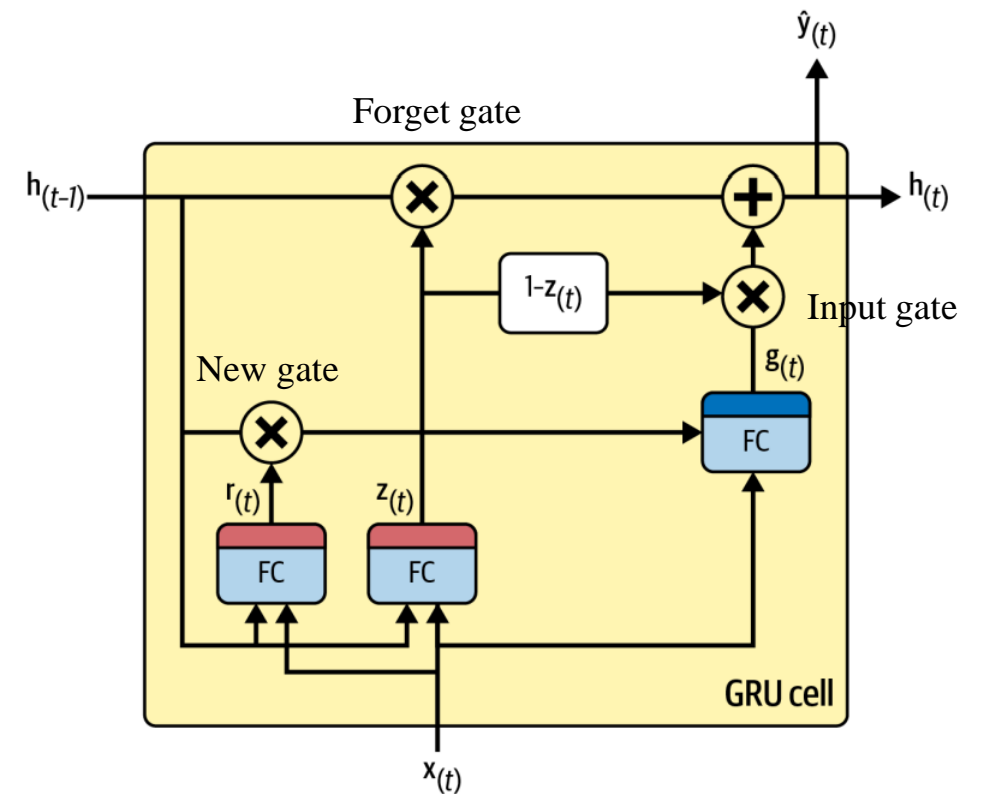 ŷ(t)
Forget gate
h(t-1)
h(t)
1-z(t)
Input gate
g(t)
New gate
FC
r(t)
z(t)
FC
FC
GRU cell
x(t)